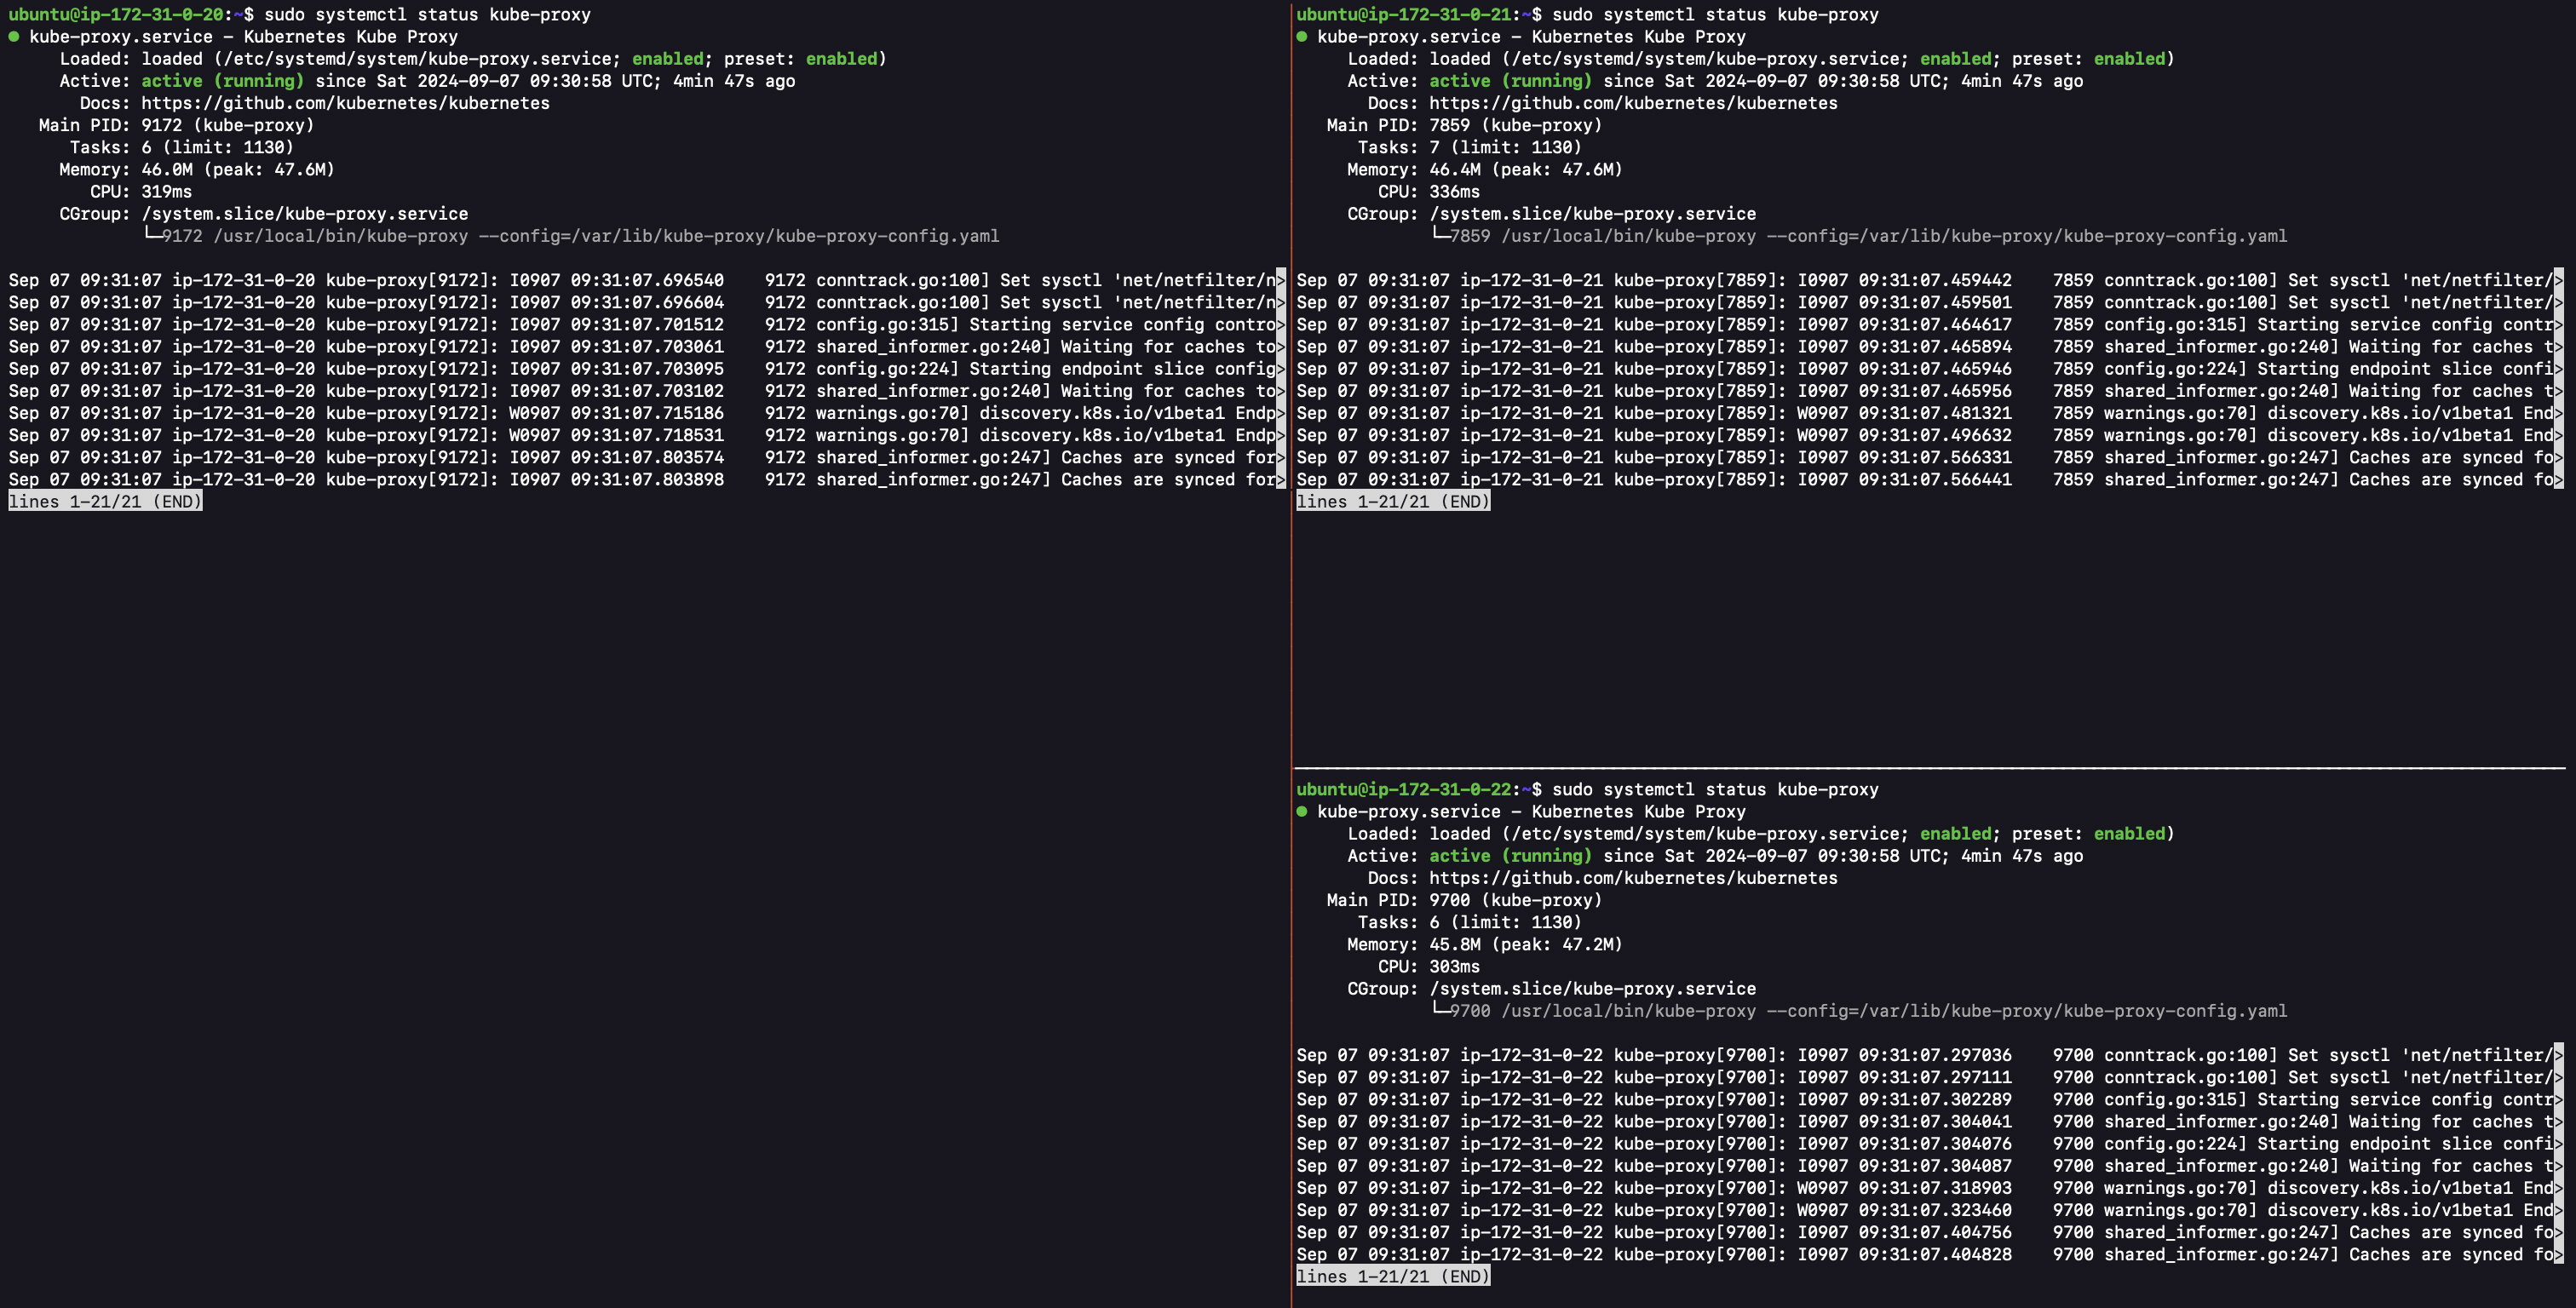 ubuntu@ip-172-31-0-20:~$ sudo systemctl status kube-proxy
● kube-proxy.service – Kubernetes Kube Proxy
Loaded: loaded (/etc/systemd/system/kube-proxy.service; enabled; preset: enabled)
Active: active (running) since Sat 2024-09-07 09:30:58 UTC; 4min 47s ago
Docs: https://github.com/kubernetes/kubernetes
Main PID: 9172 (kube-proxy)
Tasks: 6 (limit: 1130)
Memory: 46.0M (peak: 47.6M)
CPU: 319ms
CGroup: /system.slice/kube-proxy.service
└─9172 /usr/local/bin/kube-proxy --config=/var/lib/kube-proxy/kube-proxy-config.yaml
Sep 07 09:31:07 ip-172-31-0-20 kube-proxy[9172]: I0907 09:31:07.696540    9172 conntrack.go:100] Set sysctl 'net/netfilter/n>
Sep 07 09:31:07 ip-172-31-0-20 kube-proxy[9172]: I0907 09:31:07.696604    9172 conntrack.go:100] Set sysctl 'net/netfilter/n>
Sep 07 09:31:07 ip-172-31-0-20 kube-proxy[9172]: I0907 09:31:07.701512    9172 config.go:315] Starting service config contro>
Sep 07 09:31:07 ip-172-31-0-20 kube-proxy[9172]: I0907 09:31:07.703061    9172 shared_informer.go:240] Waiting for caches to>
Sep 07 09:31:07 ip-172-31-0-20 kube-proxy[9172]: I0907 09:31:07.703095    9172 config.go:224] Starting endpoint slice config>
Sep 07 09:31:07 ip-172-31-0-20 kube-proxy[9172]: I0907 09:31:07.703102    9172 shared_informer.go:240] Waiting for caches to>
Sep 07 09:31:07 ip-172-31-0-20 kube-proxy[9172]: W0907 09:31:07.715186    9172 warnings.go:70] discovery.k8s.io/v1beta1 Endp>
Sep 07 09:31:07 ip-172-31-0-20 kube-proxy[9172]: W0907 09:31:07.718531    9172 warnings.go:70] discovery.k8s.io/v1beta1 Endp>
Sep 07 09:31:07 ip-172-31-0-20 kube-proxy[9172]: I0907 09:31:07.803574    9172 shared_informer.go:247] Caches are synced for>
Sep 07 09:31:07 ip-172-31-0-20 kube-proxy[9172]: I0907 09:31:07.803898    9172 shared_informer.go:247] Caches are synced for>
lines 1-21/21 (END)
ubuntu@ip-172-31-0-21:~$ sudo systemctl status kube-proxy
● kube-proxy.service – Kubernetes Kube Proxy
Loaded: loaded (/etc/systemd/system/kube-proxy.service; enabled; preset: enabled)
Active: active (running) since Sat 2024-09-07 09:30:58 UTC; 4min 47s ago
Docs: https://github.com/kubernetes/kubernetes
Main PID: 7859 (kube-proxy)
Tasks: 7 (limit: 1130)
Memory: 46.4M (peak: 47.6M)
CPU: 336ms
CGroup: /system.slice/kube-proxy.service
└─7859 /usr/local/bin/kube-proxy --config=/var/lib/kube-proxy/kube-proxy-config.yaml
Sep 07 09:31:07 ip-172-31-0-21 kube-proxy[7859]: I0907 09:31:07.459442    7859 conntrack.go:100] Set sysctl 'net/netfilter/>
Sep 07 09:31:07 ip-172-31-0-21 kube-proxy[7859]: I0907 09:31:07.459501    7859 conntrack.go:100] Set sysctl 'net/netfilter/>
Sep 07 09:31:07 ip-172-31-0-21 kube-proxy[7859]: I0907 09:31:07.464617    7859 config.go:315] Starting service config contr>
Sep 07 09:31:07 ip-172-31-0-21 kube-proxy[7859]: I0907 09:31:07.465894    7859 shared_informer.go:240] Waiting for caches t>
Sep 07 09:31:07 ip-172-31-0-21 kube-proxy[7859]: I0907 09:31:07.465946    7859 config.go:224] Starting endpoint slice confi>
Sep 07 09:31:07 ip-172-31-0-21 kube-proxy[7859]: I0907 09:31:07.465956    7859 shared_informer.go:240] Waiting for caches t>
Sep 07 09:31:07 ip-172-31-0-21 kube-proxy[7859]: W0907 09:31:07.481321    7859 warnings.go:70] discovery.k8s.io/v1beta1 End>
Sep 07 09:31:07 ip-172-31-0-21 kube-proxy[7859]: W0907 09:31:07.496632    7859 warnings.go:70] discovery.k8s.io/v1beta1 End>
Sep 07 09:31:07 ip-172-31-0-21 kube-proxy[7859]: I0907 09:31:07.566331    7859 shared_informer.go:247] Caches are synced fo>
Sep 07 09:31:07 ip-172-31-0-21 kube-proxy[7859]: I0907 09:31:07.566441    7859 shared_informer.go:247] Caches are synced fo>
lines 1-21/21 (END)
ubuntu@ip-172-31-0-22:~$ sudo systemctl status kube-proxy
● kube-proxy.service – Kubernetes Kube Proxy
Loaded: loaded (/etc/systemd/system/kube-proxy.service; enabled; preset: enabled)
Active: active (running) since Sat 2024-09-07 09:30:58 UTC; 4min 47s ago
Docs: https://github.com/kubernetes/kubernetes
Main PID: 9700 (kube-proxy)
Tasks: 6 (limit: 1130)
Memory: 45.8M (peak: 47.2M)
CPU: 303ms
CGroup: /system.slice/kube-proxy.service
└─9700 /usr/local/bin/kube-proxy --config=/var/lib/kube-proxy/kube-proxy-config.yaml
Sep 07 09:31:07 ip-172-31-0-22 kube-proxy[9700]: I0907 09:31:07.297036    9700 conntrack.go:100] Set sysctl 'net/netfilter/>
Sep 07 09:31:07 ip-172-31-0-22 kube-proxy[9700]: I0907 09:31:07.297111    9700 conntrack.go:100] Set sysctl 'net/netfilter/>
Sep 07 09:31:07 ip-172-31-0-22 kube-proxy[9700]: I0907 09:31:07.302289    9700 config.go:315] Starting service config contr>
Sep 07 09:31:07 ip-172-31-0-22 kube-proxy[9700]: I0907 09:31:07.304041    9700 shared_informer.go:240] Waiting for caches t>
Sep 07 09:31:07 ip-172-31-0-22 kube-proxy[9700]: I0907 09:31:07.304076    9700 config.go:224] Starting endpoint slice confi>
Sep 07 09:31:07 ip-172-31-0-22 kube-proxy[9700]: I0907 09:31:07.304087    9700 shared_informer.go:240] Waiting for caches t>
Sep 07 09:31:07 ip-172-31-0-22 kube-proxy[9700]: W0907 09:31:07.318903    9700 warnings.go:70] discovery.k8s.io/v1beta1 End>
Sep 07 09:31:07 ip-172-31-0-22 kube-proxy[9700]: W0907 09:31:07.323460    9700 warnings.go:70] discovery.k8s.io/v1beta1 End>
Sep 07 09:31:07 ip-172-31-0-22 kube-proxy[9700]: I0907 09:31:07.404756    9700 shared_informer.go:247] Caches are synced fo>
Sep 07 09:31:07 ip-172-31-0-22 kube-proxy[9700]: I0907 09:31:07.404828    9700 shared_informer.go:247] Caches are synced fo>
lines 1-21/21 (END)